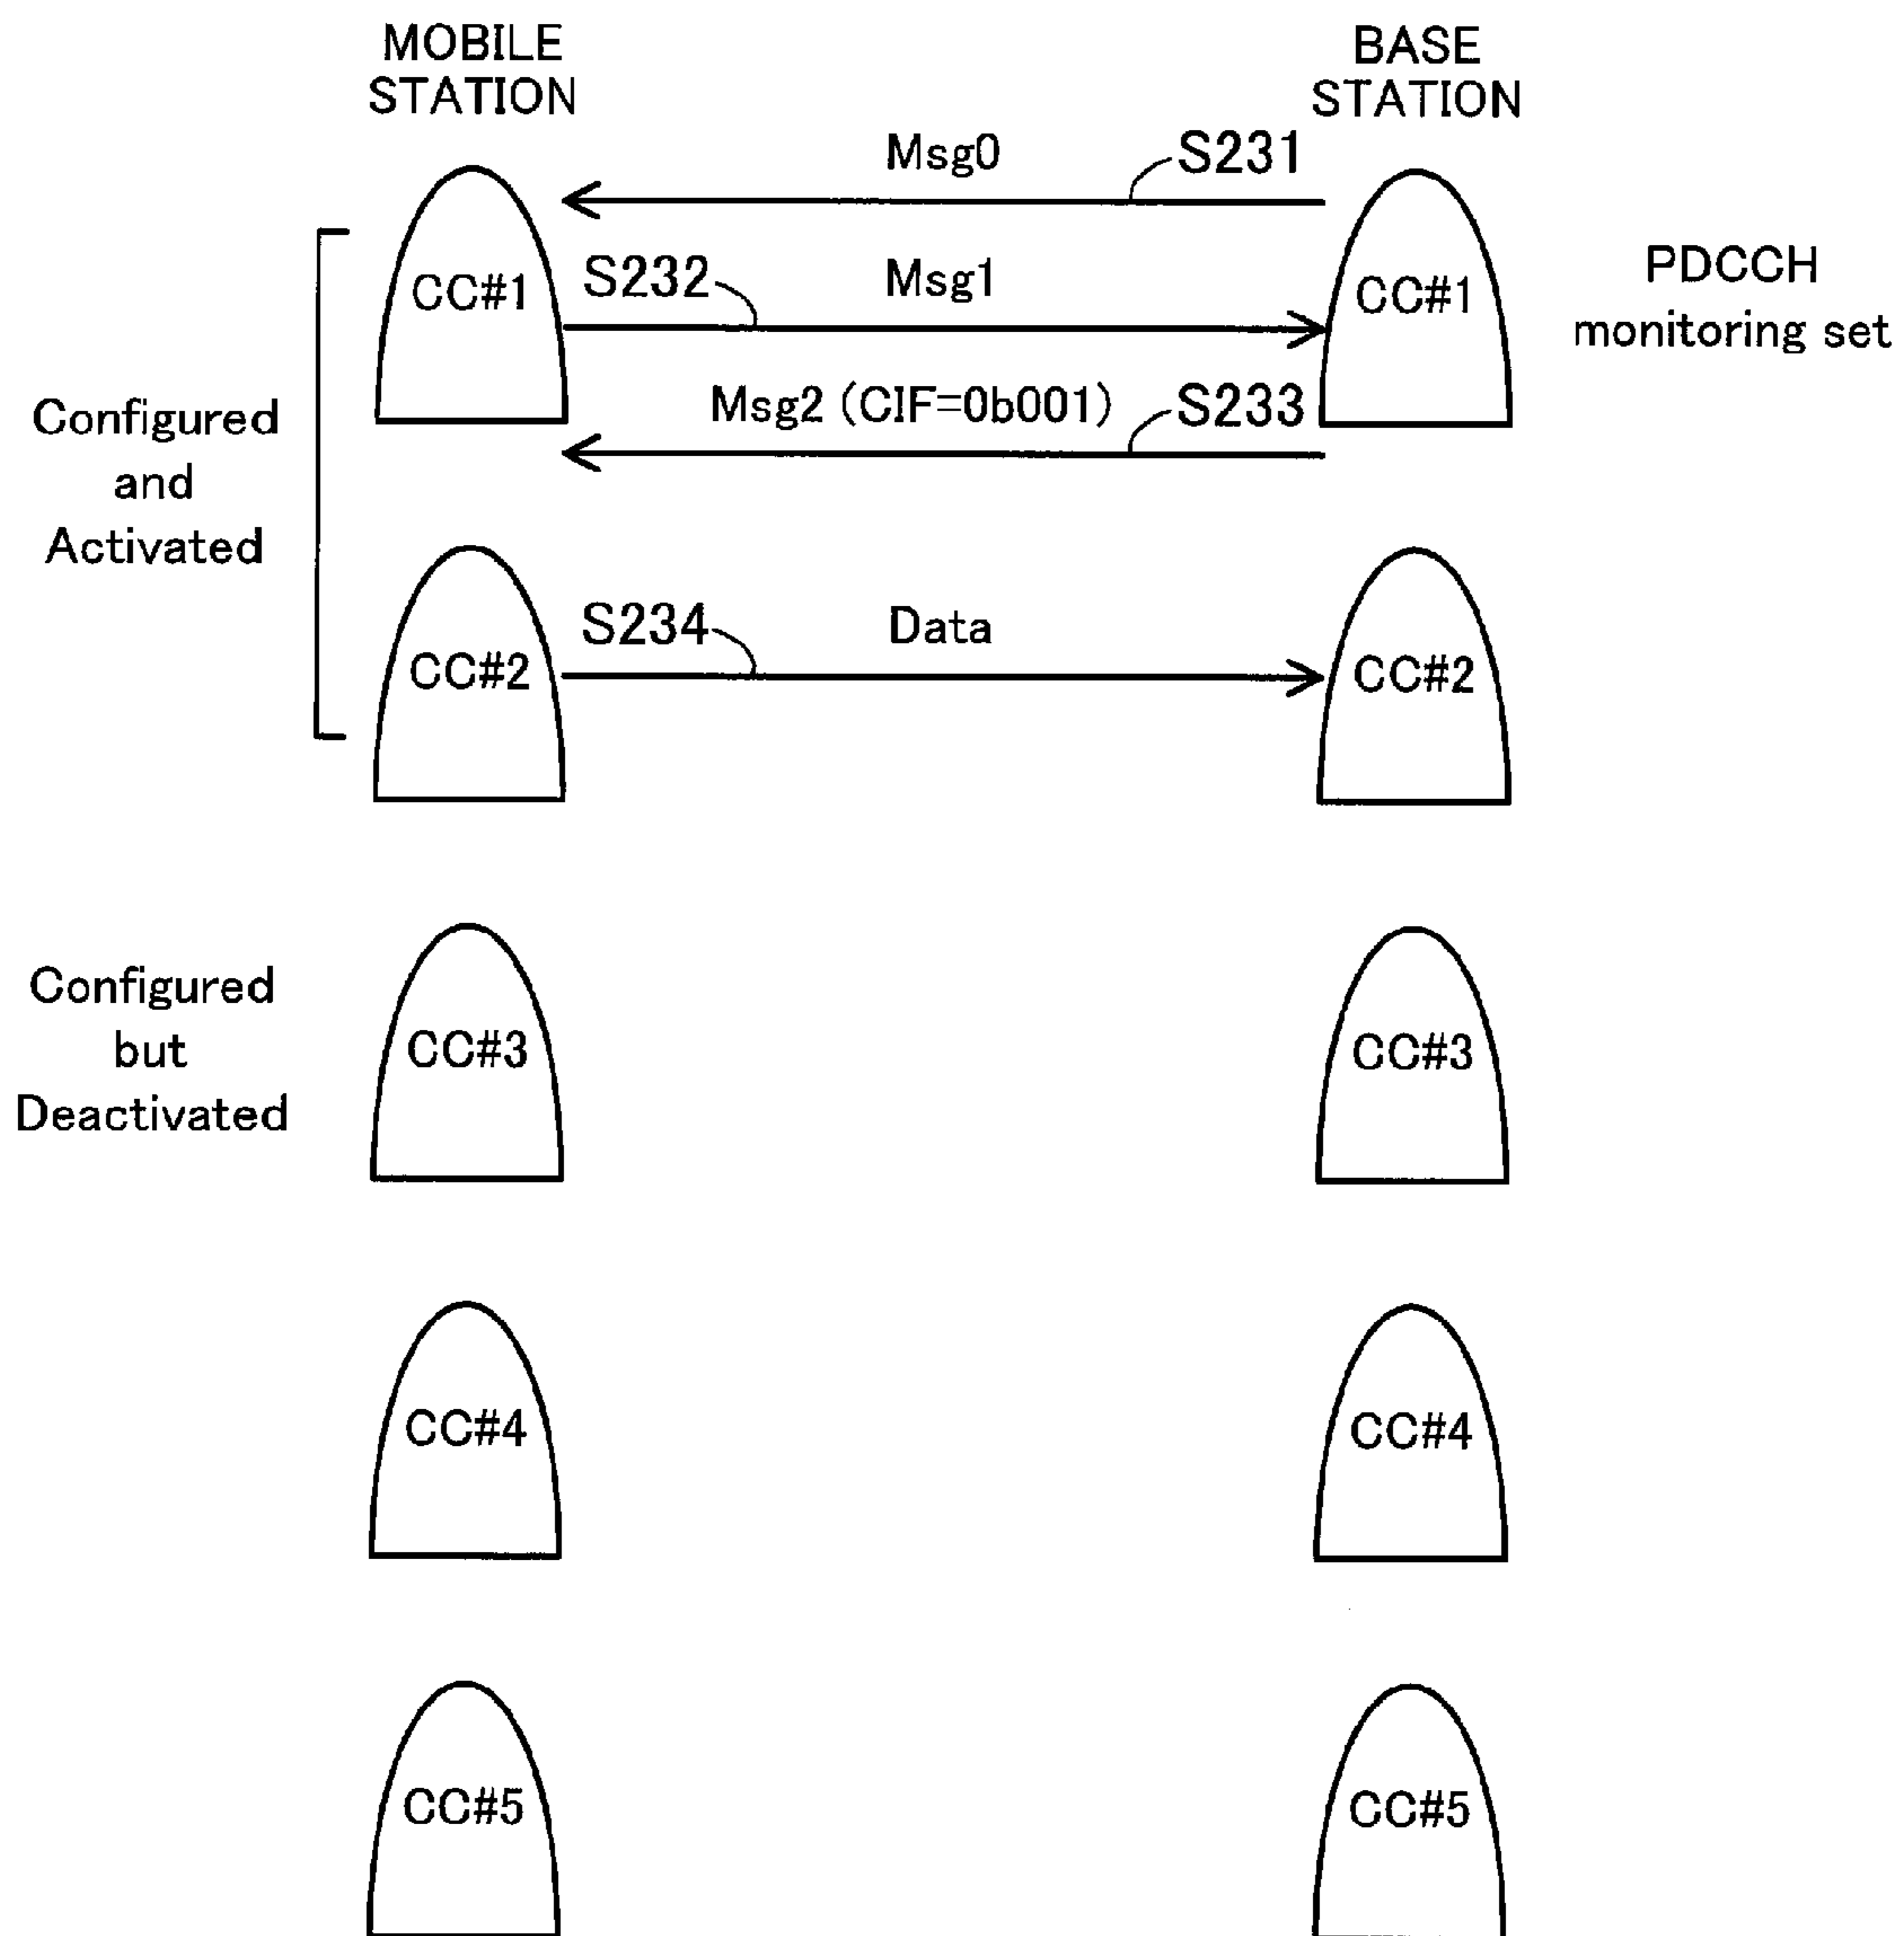 MOBILE
STATION
BASE
STATION
Msg0
S231
CC#1
S232
Msg1
CC#1
PDCCH
monitoring set
Msg2 (CIF=0b001)
S233
Configured
and
Activated
S234
Data
CC#2
CC#2
Configured
but
Deactivated
CC#3
CC#3
CC#4
CC#4
CC#5
CC#5